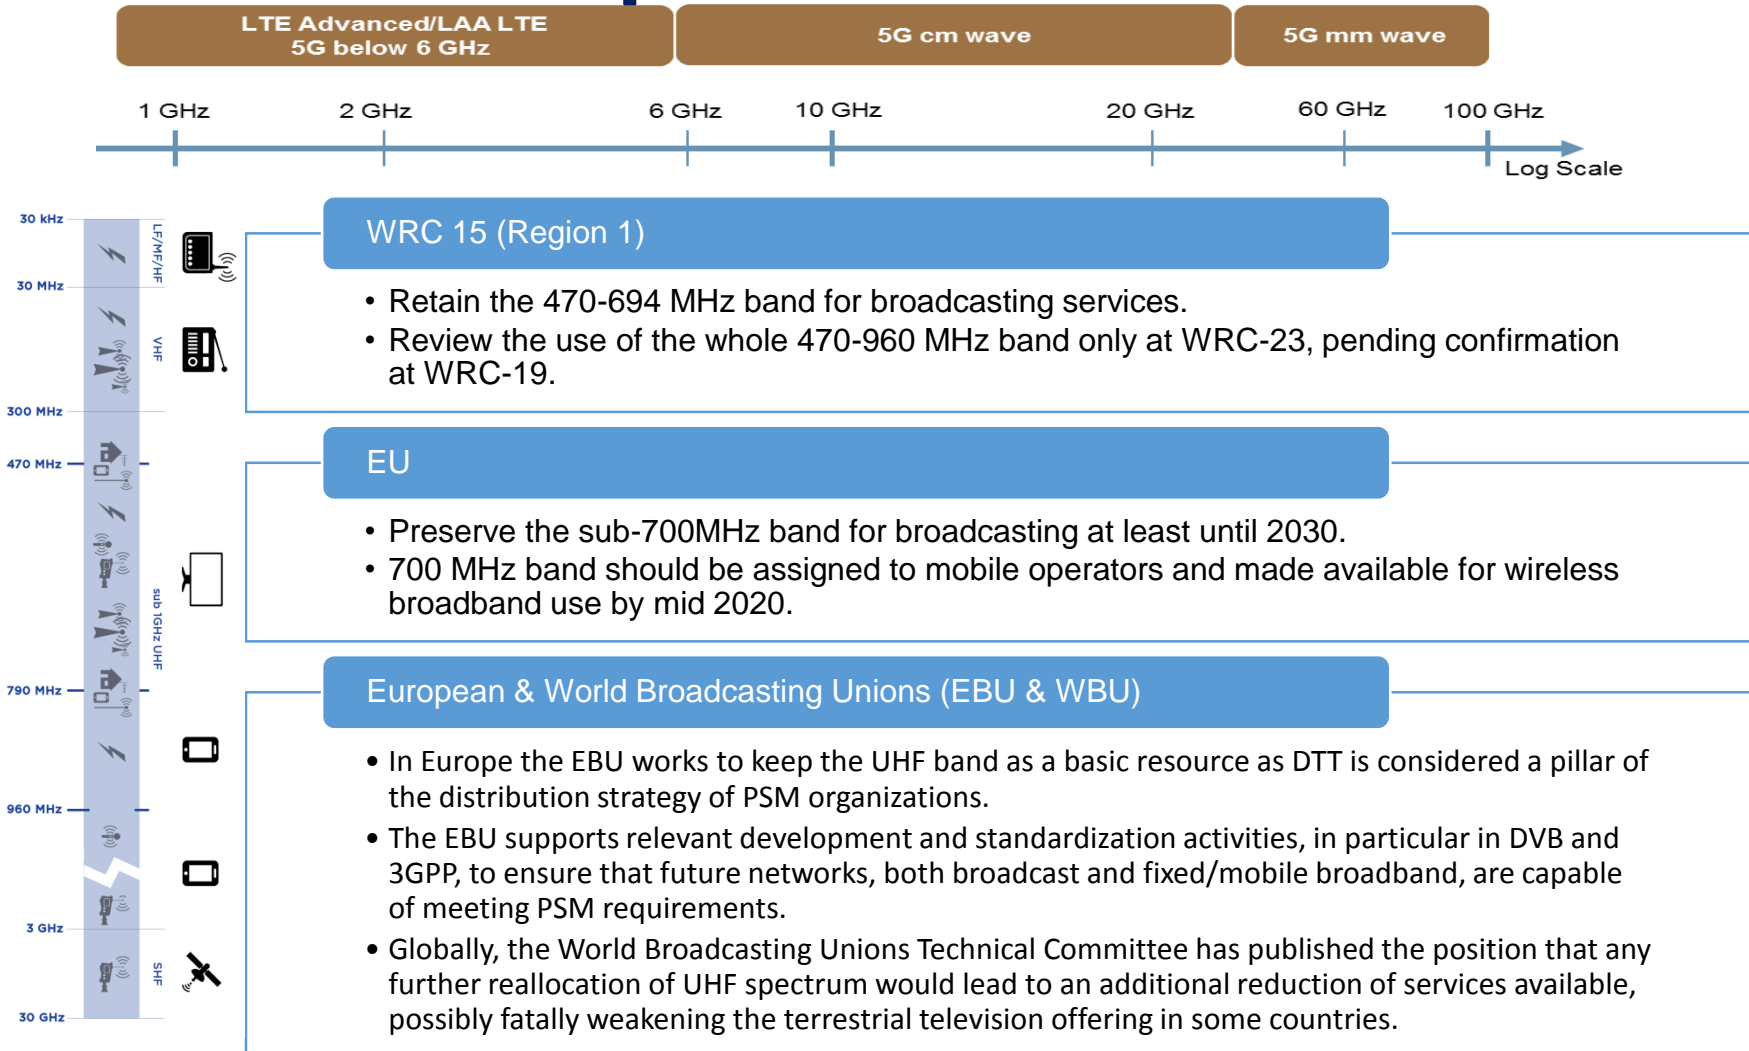 LTE Advanced/LAA LTE
5G below 6 GHz
5G cm wave
5G mm wave
1 GHz
2 GHz
6 GHz
10 GHz
20 GHz
60 GHz
100 GHz
Log Scale
30 kHz
LF/MF/HF
30 MHz
VHF
300 MHz
470 MHz
sub 1GHz UHF
790 MHz
960 MHz
3 GHz
SHF
30 GHz
WRC 15 (Region 1)
• Retain the 470-694 MHz band for broadcasting services.
• Review the use of the whole 470-960 MHz band only at WRC-23, pending confirmation
at WRC-19.
EU
• Preserve the sub-700MHz band for broadcasting at least until 2030.
• 700 MHz band should be assigned to mobile operators and made available for wireless
broadband use by mid 2020.
European & World Broadcasting Unions (EBU & WBU)
• In Europe the EBU works to keep the UHF band as a basic resource as DTT is considered a pillar of
the distribution strategy of PSM organizations.
• The EBU supports relevant development and standardization activities, in particular in DVB and
3GPP, to ensure that future networks, both broadcast and fixed/mobile broadband, are capable
of meeting PSM requirements.
• Globally, the World Broadcasting Unions Technical Committee has published the position that any
further reallocation of UHF spectrum would lead to an additional reduction of services available,
possibly fatally weakening the terrestrial television offering in some countries.